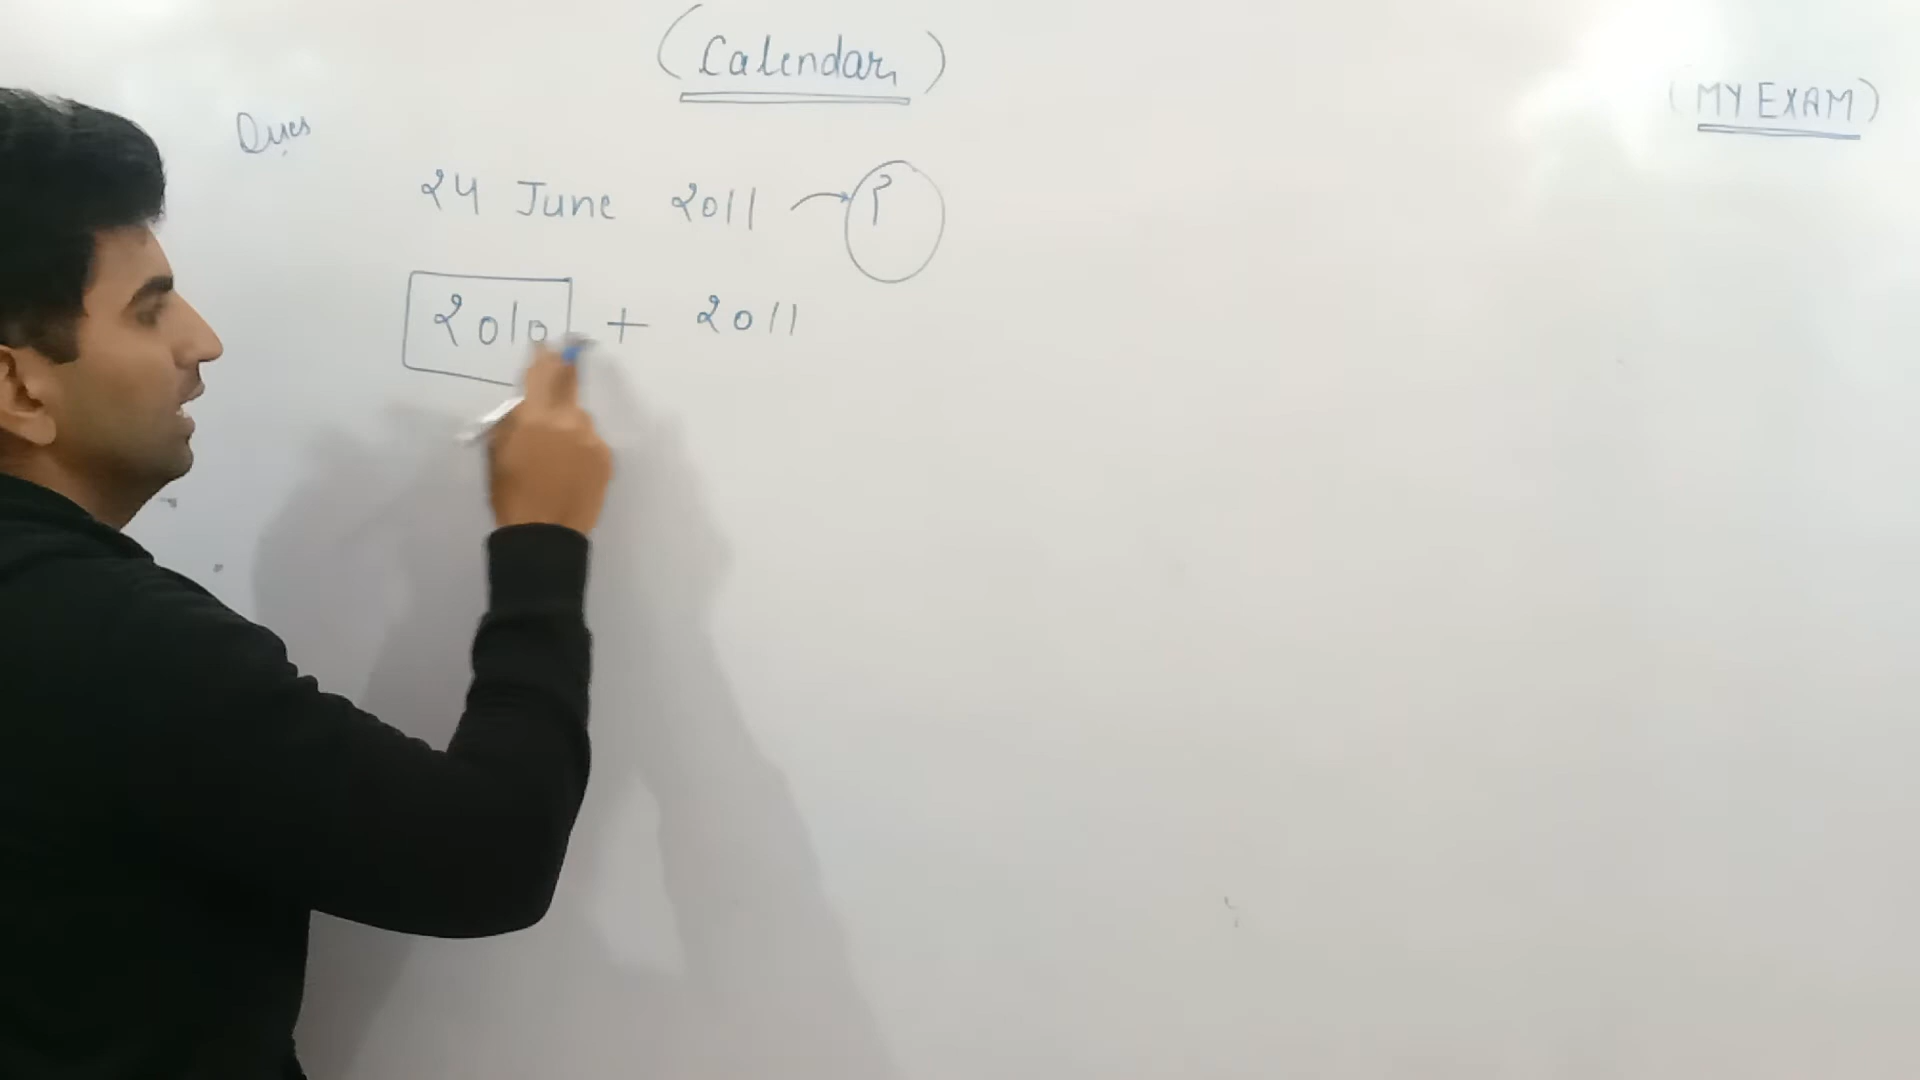 (Calendar)
(MY EXAM)
Ques
24 June 2011 → ?
2010 + 2011